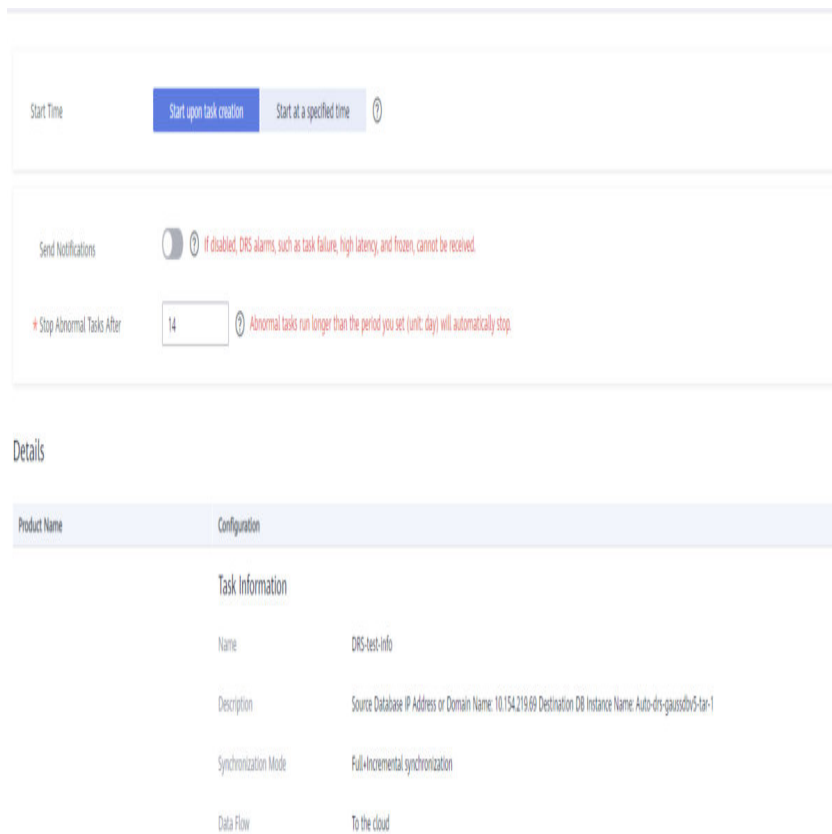 Start Time Start upon task creation Start at a specified time ?
Send Notifications ? If disabled, DRS alarms, such as task failure, high latency, and frozen, cannot be received.
* Stop Abnormal Tasks After 14 ? Abnormal tasks run longer than the period you set (unit: day) will automatically stop.
Details
Product Name Configuration
Task Information
Name DRS-test-info
Description Source Database IP Address or Domain Name: 10.154.219.69 Destination DB Instance Name: Auto-drs-gaussdbv5-tar-1
Synchronization Mode Full+Incremental synchronization
Data Flow To the cloud